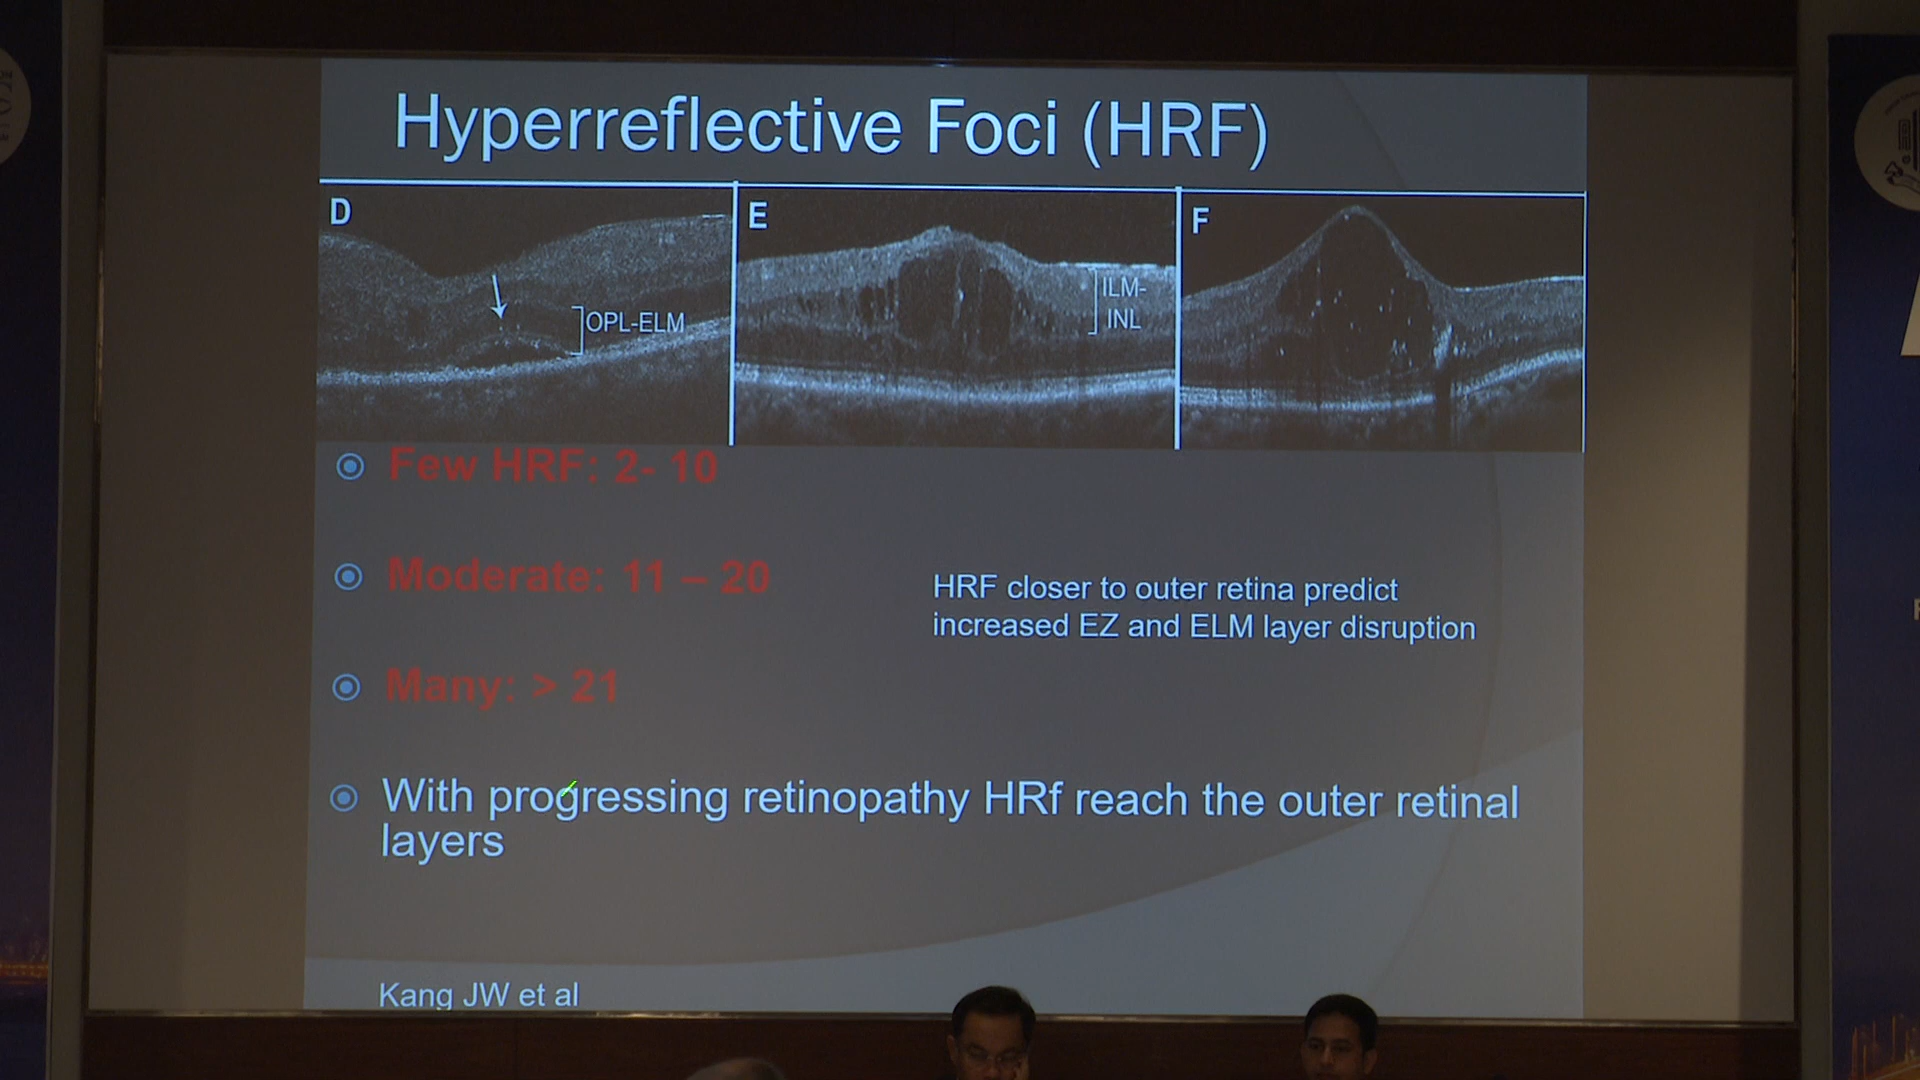 Hyperreflective Foci (HRF)
D
E
F
OPL-ELM
ILM-
INL
Few HRF: 2- 10
Moderate: 11 – 20
Many: > 21
HRF closer to outer retina predict
increased EZ and ELM layer disruption
With progressing retinopathy HRf reach the outer retinal
layers
Kang JW et al